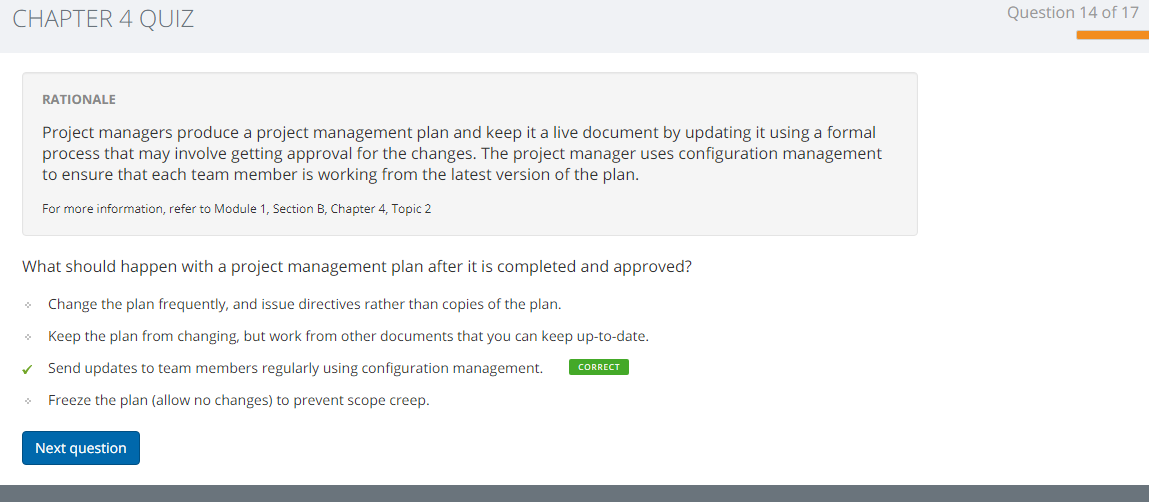 CHAPTER 4 QUIZ
Question 14 of 17
RATIONALE
Project managers produce a project management plan and keep it a live document by updating it using a formal
process that may involve getting approval for the changes. The project manager uses configuration management
to ensure that each team member is working from the latest version of the plan.
For more information, refer to Module 1, Section B, Chapter 4, Topic 2
What should happen with a project management plan after it is completed and approved?
Change the plan frequently, and issue directives rather than copies of the plan.
Keep the plan from changing, but work from other documents that you can keep up-to-date.
Send updates to team members regularly using configuration management. CORRECT
Freeze the plan (allow no changes) to prevent scope creep.
Next question